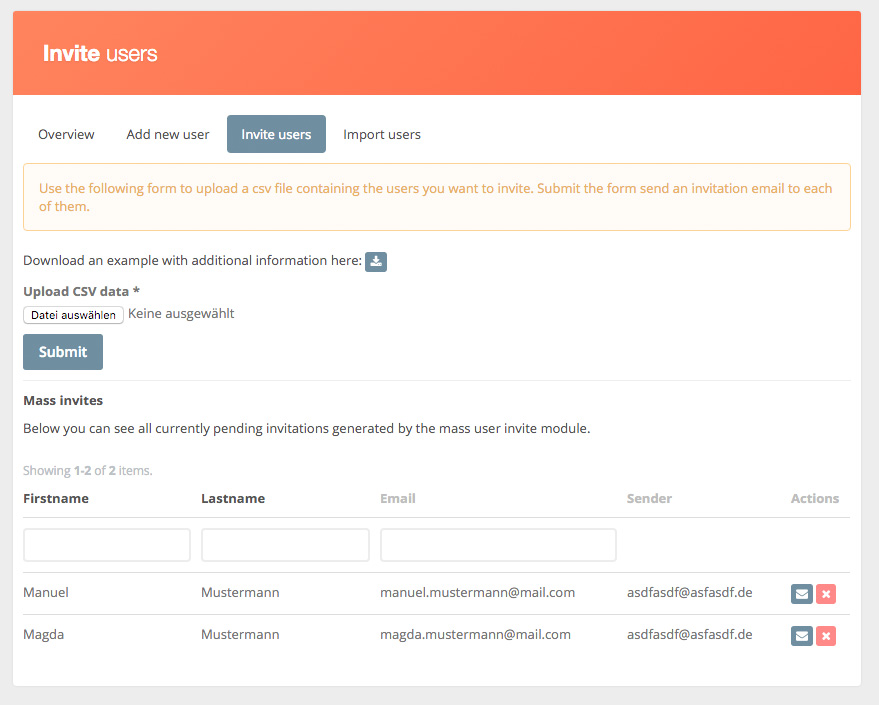 Invite users
Overview Add new user Invite users Import users
Use the following form to upload a csv file containing the users you want to invite. Submit the form send an invitation email to each
of them.
Download an example with additional information here:
Upload CSV data *
Datei auswählen Keine ausgewählt
Submit
Mass invites
Below you can see all currently pending invitations generated by the mass user invite module.
Showing 1-2 of 2 items.
Firstname Lastname Email Sender Actions
Manuel Mustermann manuel.mustermann@mail.com asdfasdf@asfasdf.de
Magda Mustermann magda.mustermann@mail.com asdfasdf@asfasdf.de